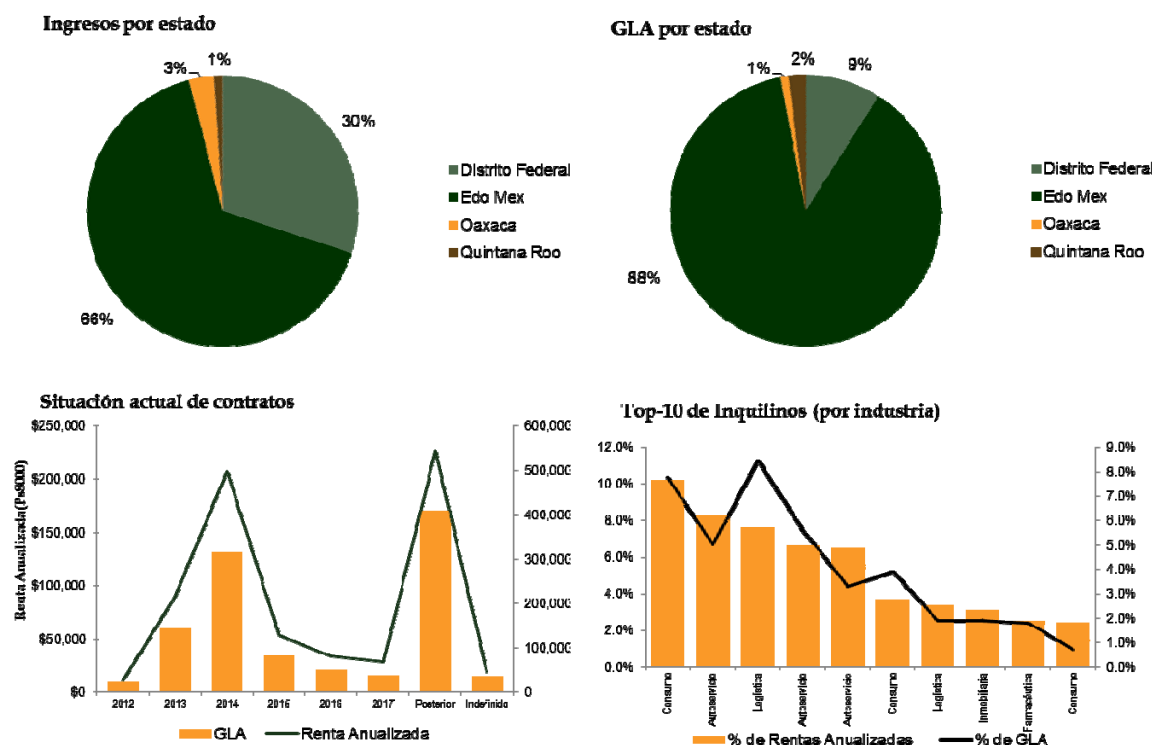 Ingresos por estado
3%
1%
30%
66%
Distrito Federal
Edo Mex
Oaxaca
Quintana Roo
GLA por estado
1%
2%
9%
88%
Distrito Federal
Edo Mex
Oaxaca
Quintana Roo
Situación actual de contratos
Renta Anualizada(Ps$000)
$250,000
$200,000
$150,000
$100,000
$50,000
$0
600,000
500,000
400,000
300,000
200,000
100,000
0
2012 2013 2014 2015 2016 2017 Posterior Indefinido
GLA Renta Anualizada
Top-10 de Inquilinos (por industria)
12.0%
10.0%
8.0%
6.0%
4.0%
2.0%
0.0%
9.0%
8.0%
7.0%
6.0%
5.0%
4.0%
3.0%
2.0%
1.0%
0.0%
Consumo
Autoservicio
Logística
Autoservicio
Autoservicio
Consumo
Logística
Inmobiliaria
Farmacéutica
Consumo
% de Rentas Anualizadas % de GLA